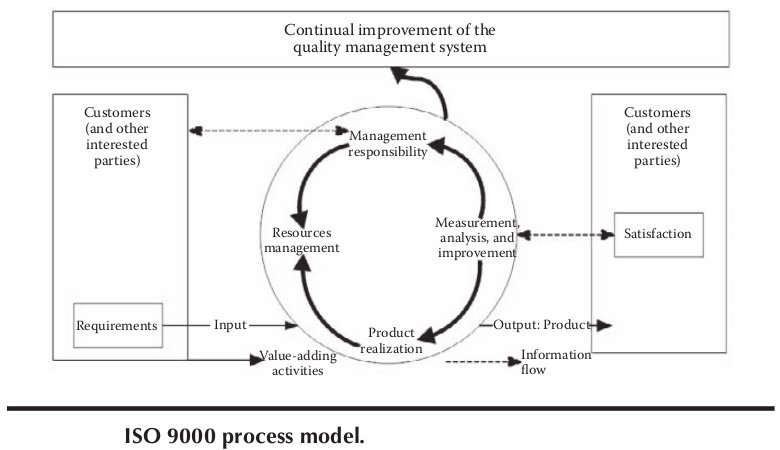 Continual improvement of the
quality management system
Customers
(and other
interested
parties)
Customers
(and other
interested
parties)
Management
responsibility
Resources
management
Measurement,
analysis, and
improvement
Satisfaction
Requirements
Input
Product
realization
Output: Product
Value-adding
activities
Information
flow
ISO 9000 process model.